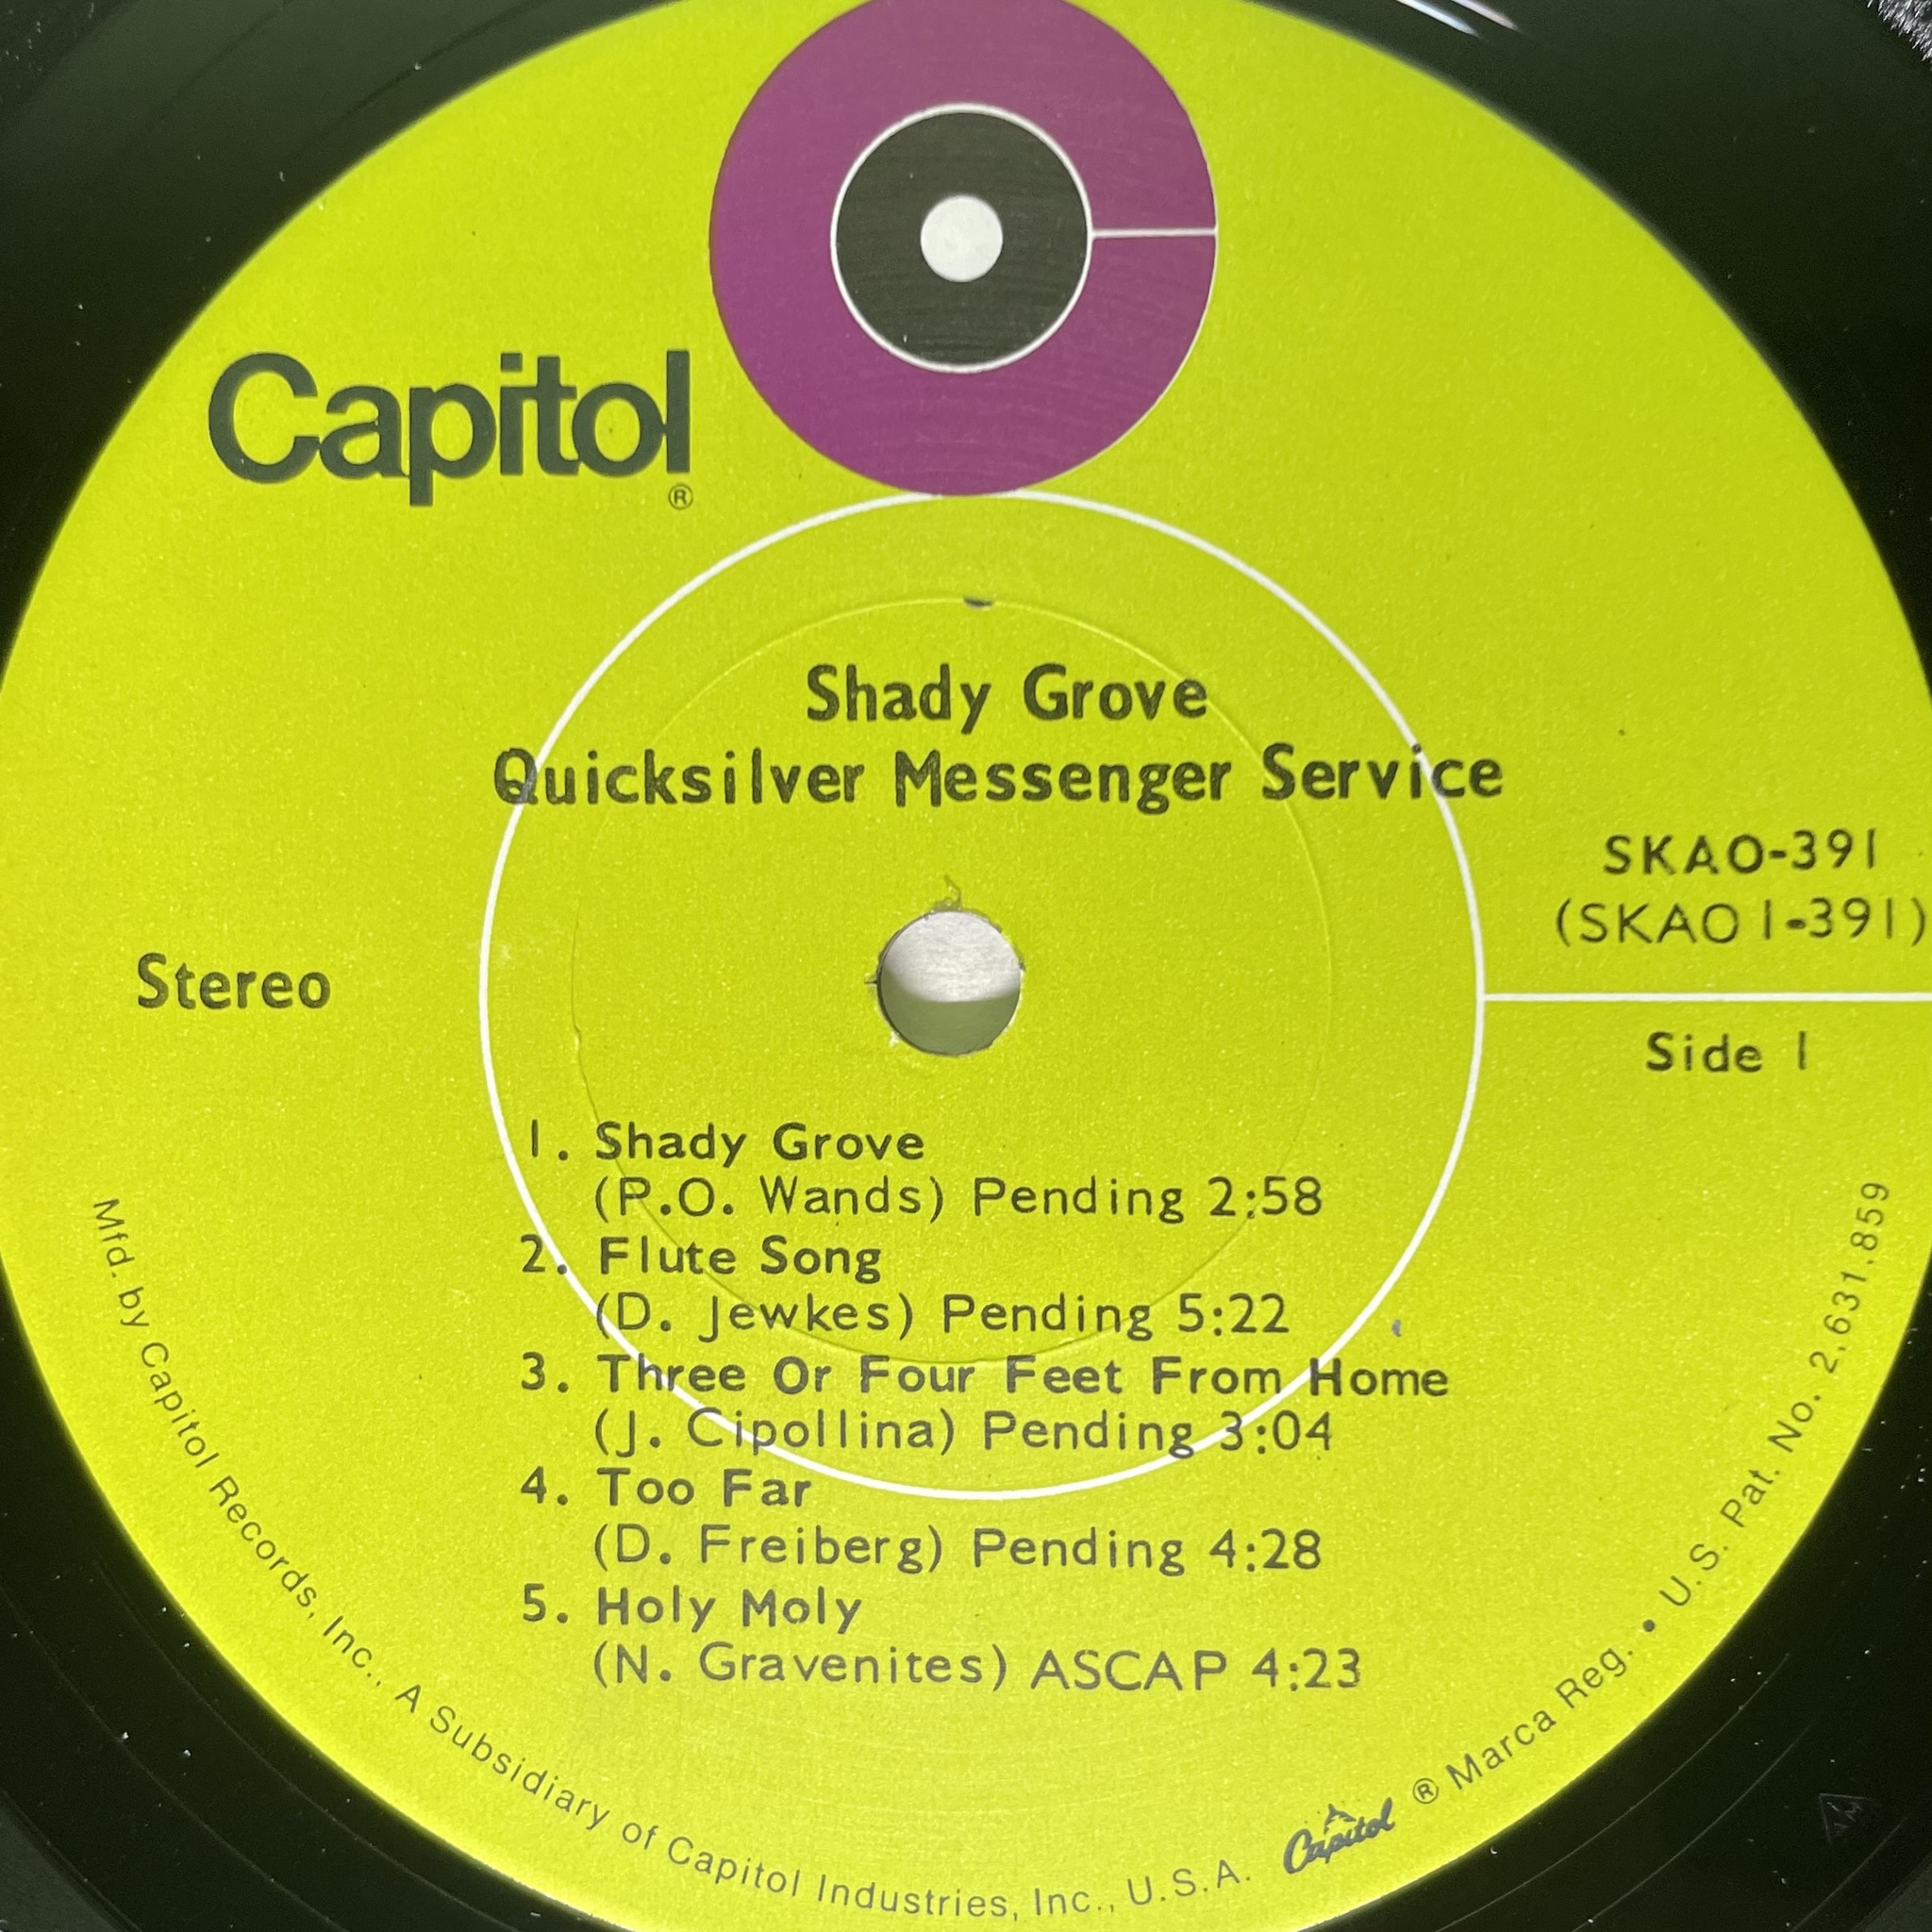 Capitol
®
Shady Grove
Quicksilver Messenger Service
SKAO-391
(SKAO 1-391)
Stereo
Side 1
1. Shady Grove
(P.O. Wands) Pending 2:58
2. Flute Song
(D. Jewkes) Pending 5:22
3. Three Or Four Feet From Home
(J. Cipollina) Pending 3:04
4. Too Far
(D. Freiberg) Pending 4:28
5. Holy Moly
(N. Gravenites) ASCAP 4:23
Mfd. by Capitol Records, Inc., A Subsidiary of Capitol Industries, Inc., U.S.A. Capitol ® Marca Reg. • U.S. Pat. No. 2,631,859